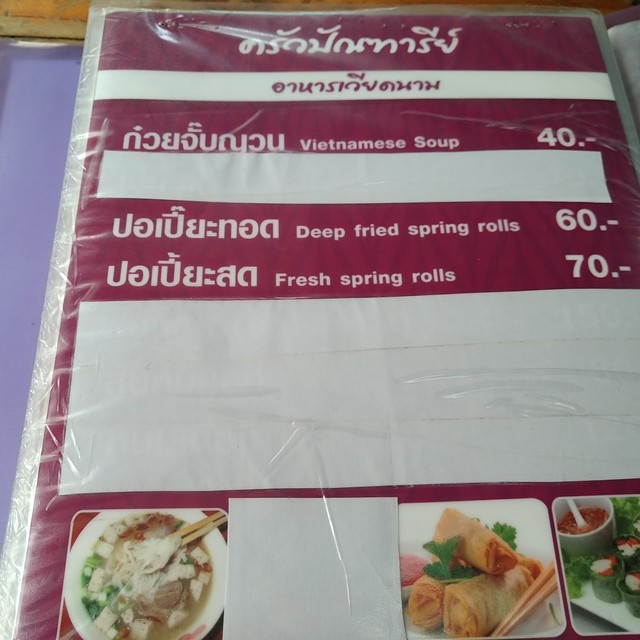 ครัวปัณฑารีย์
อาหารเวียดนาม
ก๋วยจั๊บญวน Vietnamese Soup 40.-
ปอเปี๊ยะทอด Deep fried spring rolls 60.-
ปอเปี้ยะสด Fresh spring rolls 70.-